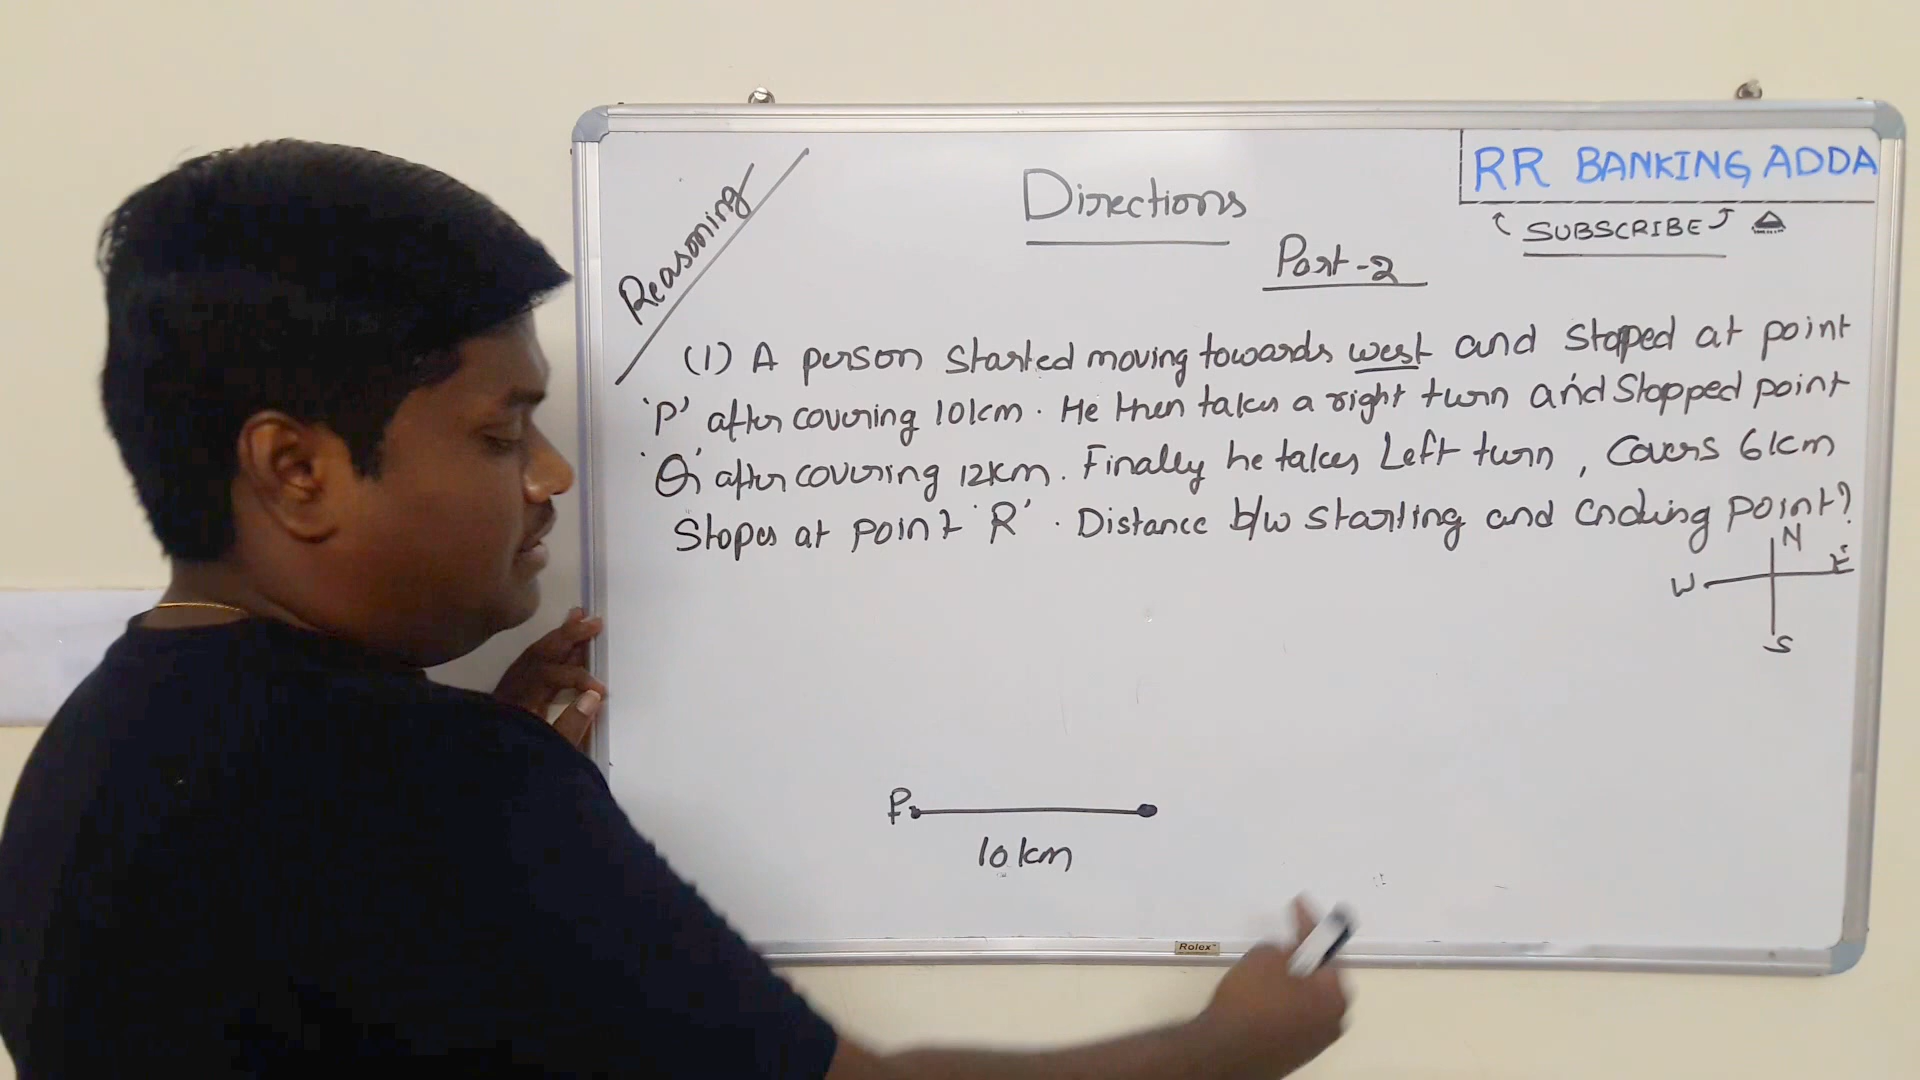 Reasoning
Directions
RR BANKING ADDA
SUBSCRIBE
Part-2
(1) A person started moving towards west and stopped at point
'P' after covering 10km. He then takes a right turn and stopped point
'Q' after covering 12km. Finally he takes Left turn, Covers 6km
Stopes at point 'R'. Distance b/w starting and Ending point?
N
W E
S
P
10 km
Rolex